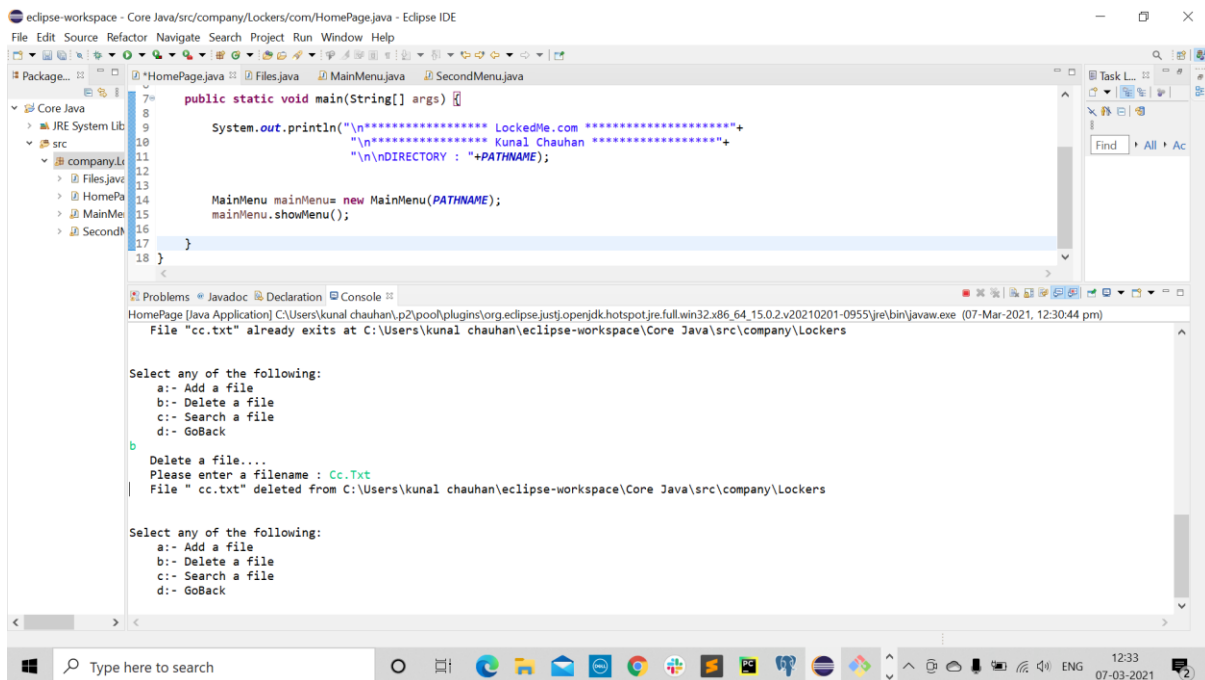 eclipse-workspace - Core Java/src/company/Lockers/com/HomePage.java - Eclipse IDE
File Edit Source Refactor Navigate Search Project Run Window Help
Package...
*HomePage.java Files.java MainMenu.java SecondMenu.java
Task L...
Core Java
JRE System Lib
src
company.Lo
Files.java
HomePa
MainMe
SecondM
7 public static void main(String[] args) {
8
9 System.out.println("\n****************** LockedMe.com **********************"+
10 "\n***************** Kunal Chauhan *******************"+
11 "\n\nDIRECTORY : "+PATHNAME);
12
13
14 MainMenu mainMenu= new MainMenu(PATHNAME);
15 mainMenu.showMenu();
16
17 }
18 }
Find All Ac
Problems Javadoc Declaration Console
HomePage [Java Application] C:\Users\kunal chauhan\.p2\pool\plugins\org.eclipse.justj.openjdk.hotspot.jre.full.win32.x86_64_15.0.2.v20210201-0955\jre\bin\javaw.exe (07-Mar-2021, 12:30:44 pm)
File "cc.txt" already exits at C:\Users\kunal chauhan\eclipse-workspace\Core Java\src\company\Lockers
Select any of the following:
a:- Add a file
b:- Delete a file
c:- Search a file
d:- GoBack
b
Delete a file....
Please enter a filename : Cc.Txt
File " cc.txt" deleted from C:\Users\kunal chauhan\eclipse-workspace\Core Java\src\company\Lockers
Select any of the following:
a:- Add a file
b:- Delete a file
c:- Search a file
d:- GoBack
Type here to search
DELL
PC
ENG
12:33
07-03-2021
2